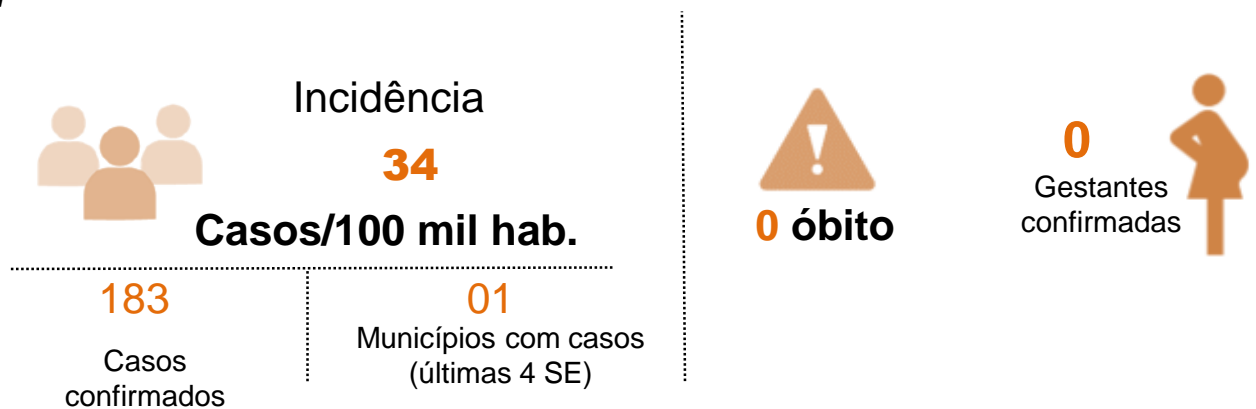 Incidência
34
Casos/100 mil hab.
183
Casos
confirmados
01
Municípios com casos
(últimas 4 SE)
0 óbito
0
Gestantes
confirmadas